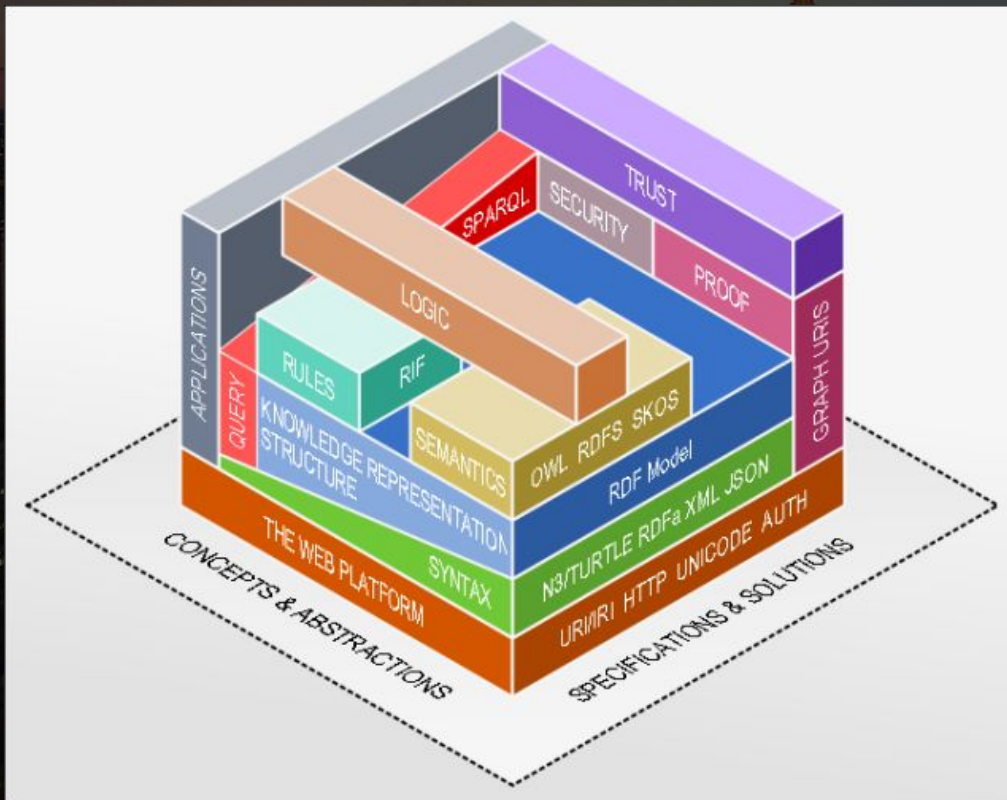 TRUST
SPARQL
SECURITY
PROOF
APPLICATIONS
LOGIC
GRAPH URIS
RULES
RIF
QUERY
KNOWLEDGE REPRESENTATION
STRUCTURE
SEMANTICS
OWL RDFS SKOS
RDF Model
SYNTAX
N3/TURTLE RDFa XML JSON
THE WEB PLATFORM
URI/IRI HTTP UNICODE AUTH
CONCEPTS & ABSTRACTIONS
SPECIFICATIONS & SOLUTIONS